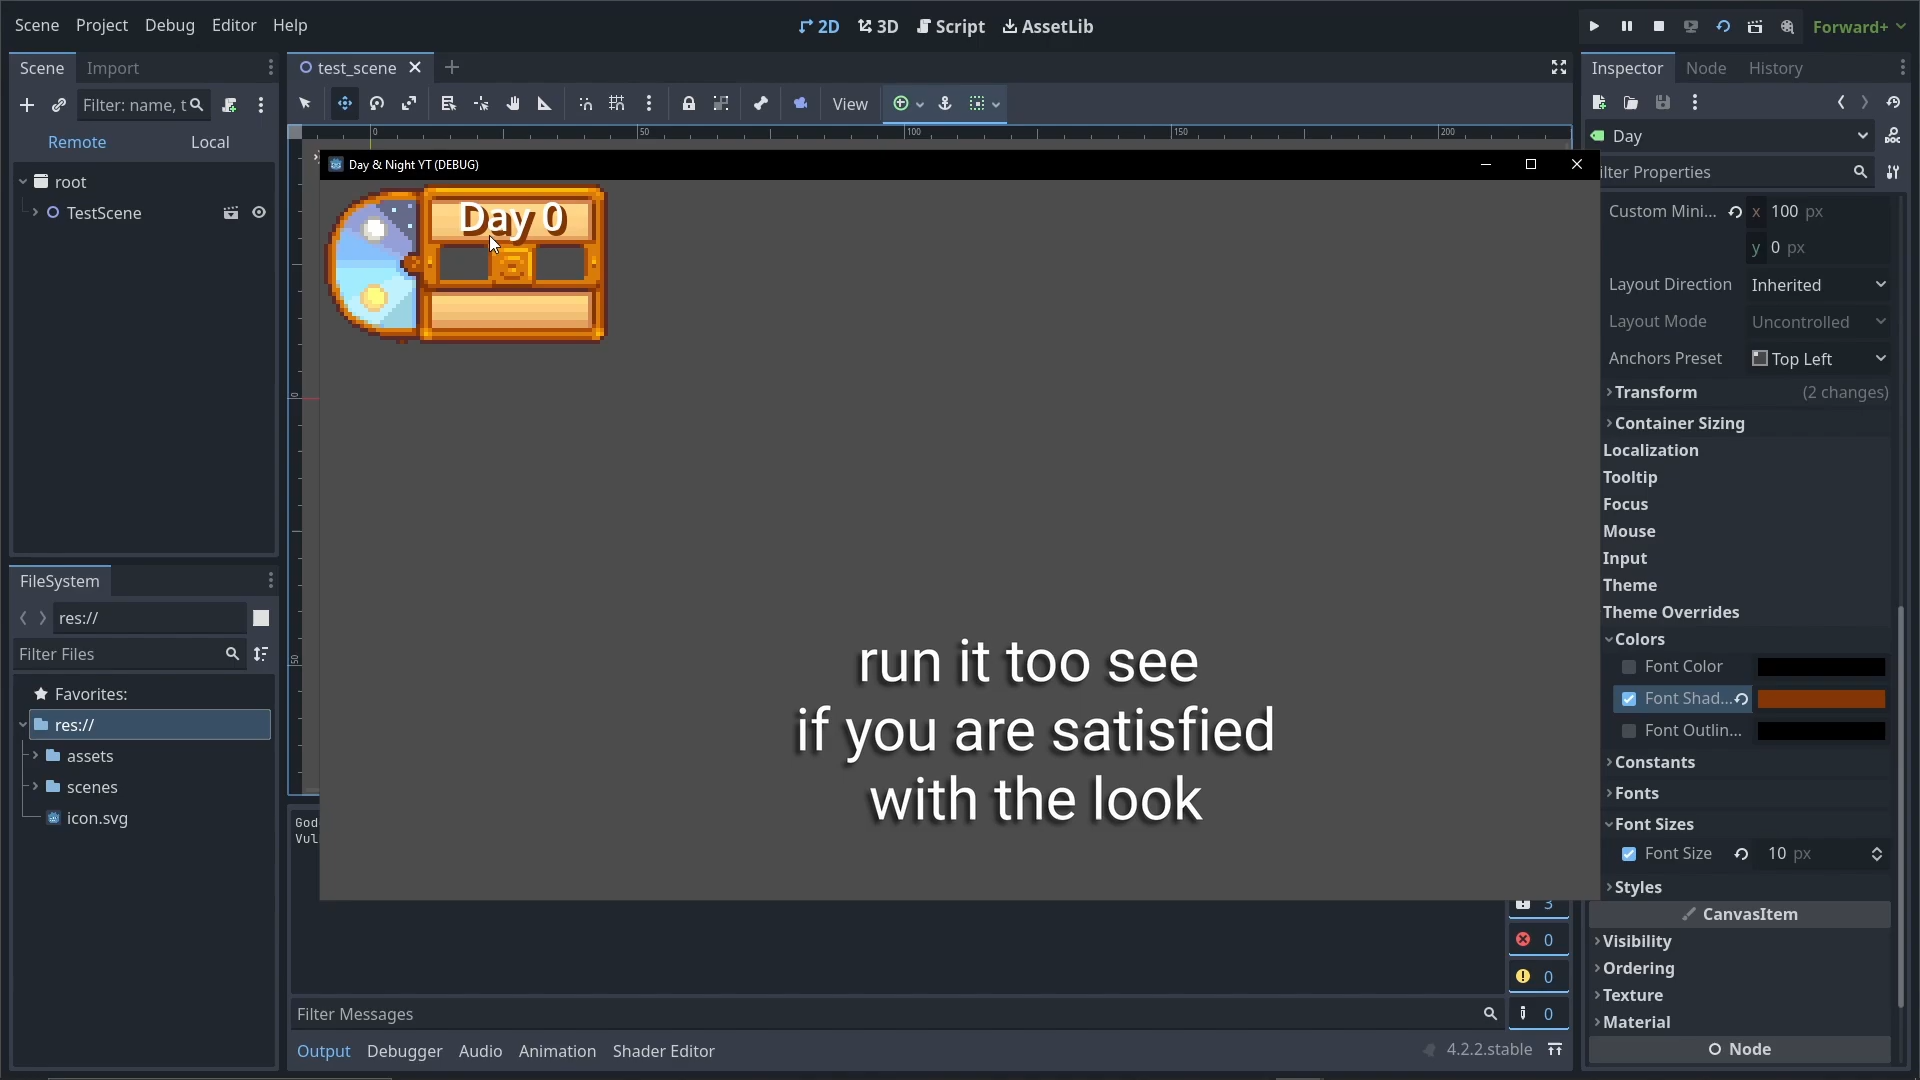 Scene Project Debug Editor Help
2D 3D Script AssetLib
Forward+
Scene Import
test_scene
Inspector Node History
Filter: name, t
View
Remote Local
0 50 100 150 200
Day
Day & Night YT (DEBUG)
ilter Properties
root
TestScene
Day 0
Custom Mini... x 100 px
y 0 px
Layout Direction Inherited
Layout Mode Uncontrolled
Anchors Preset Top Left
Transform (2 changes)
Container Sizing
Localization
Tooltip
Focus
Mouse
Input
Theme
Theme Overrides
Colors
Font Color
Font Shad...
Font Outlin...
Constants
Fonts
Font Sizes
Font Size 10 px
Styles
CanvasItem
Visibility
Ordering
Texture
Material
Node
0
50
FileSystem
res://
Filter Files
Favorites:
res://
assets
scenes
icon.svg
run it too see
if you are satisfied
with the look
God
Vul
3
0
0
0
Filter Messages
Output Debugger Audio Animation Shader Editor
4.2.2.stable